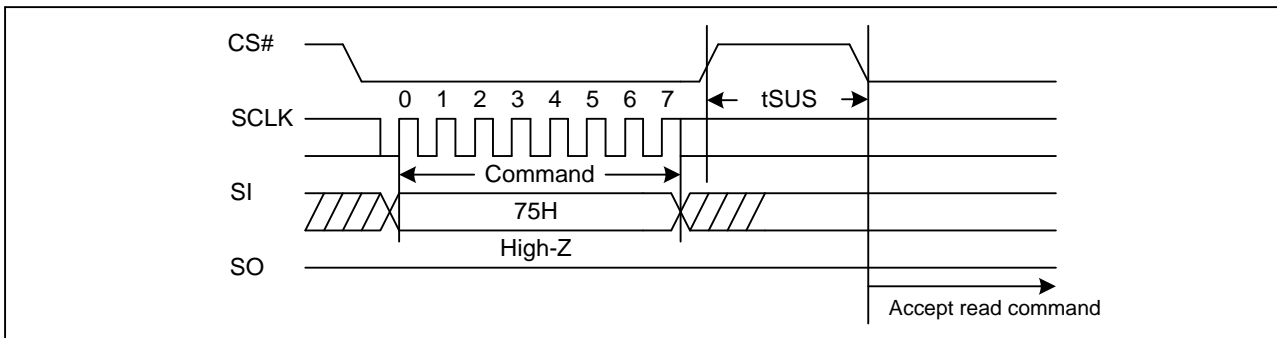 CS#
0 1 2 3 4 5 6 7
tSUS
SCLK
Command
SI
75H
High-Z
SO
Accept read command